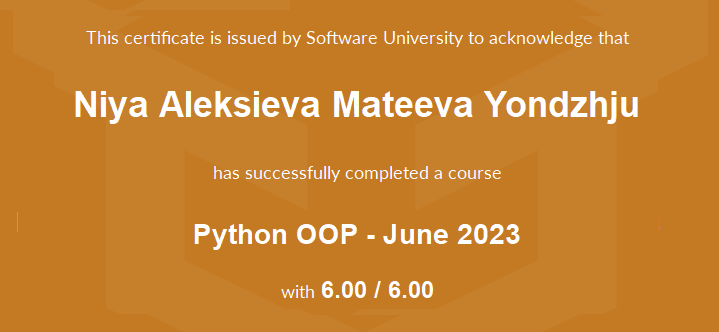 This certificate is issued by Software University to acknowledge that
Niya Aleksieva Mateeva Yondzhju
has successfully completed a course
Python OOP - June 2023
with 6.00 / 6.00